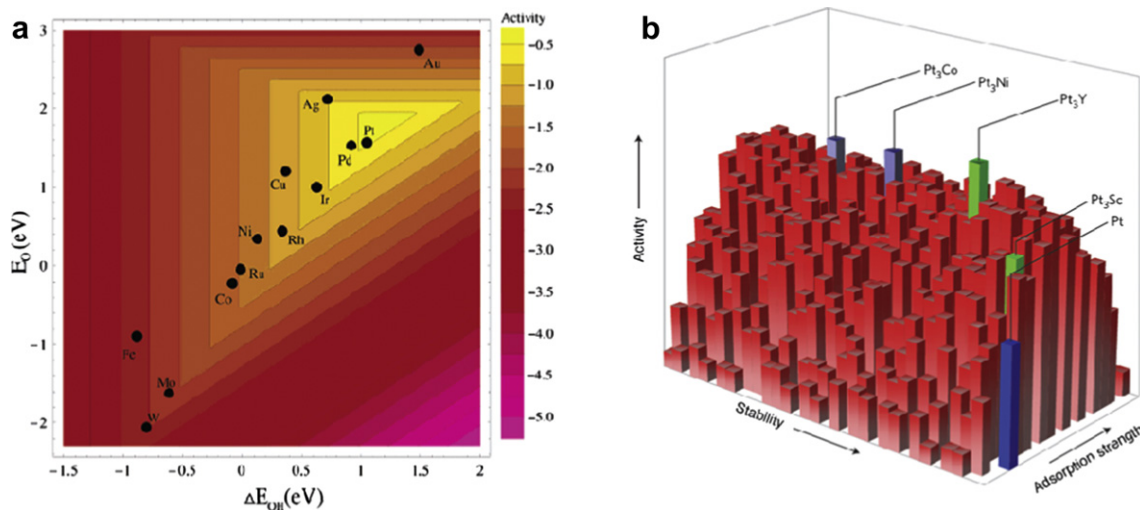 a
Activity
3
2
1
0
−1
−2
E_O (eV)
−1.5 −1 −0.5 0 0.5 1 1.5 2
ΔE_OH (eV)
Au
Ag
Pt
Pd
Cu
Ir
Ni
Rh
Ru
Co
Fe
Mo
W
−0.5
−1.0
−1.5
−2.0
−2.5
−3.0
−3.5
−4.0
−4.5
−5.0
b
Pt₃Co
Pt₃Ni
Pt₃Y
Pt₃Sc
Pt
Activity
Stability
Adsorption strength